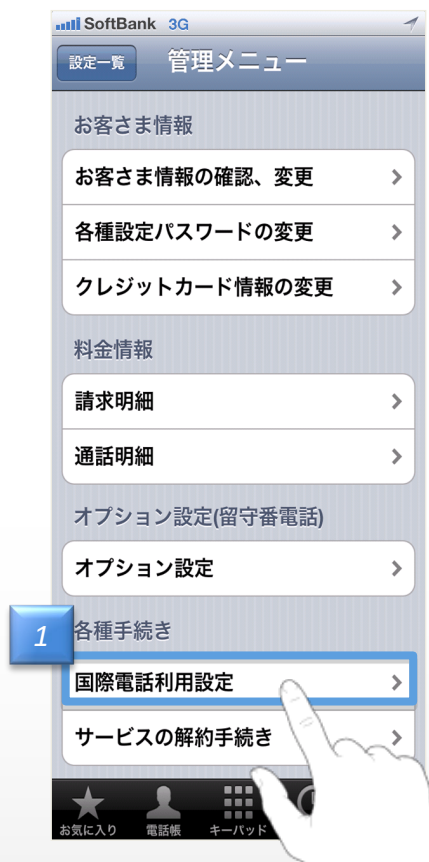 SoftBank 3G
設定一覧
管理メニュー
お客さま情報
お客さま情報の確認、変更
各種設定パスワードの変更
クレジットカード情報の変更
料金情報
請求明細
通話明細
オプション設定(留守番電話)
オプション設定
1
各種手続き
国際電話利用設定
サービスの解約手続き
お気に入り
電話帳
キーパッド